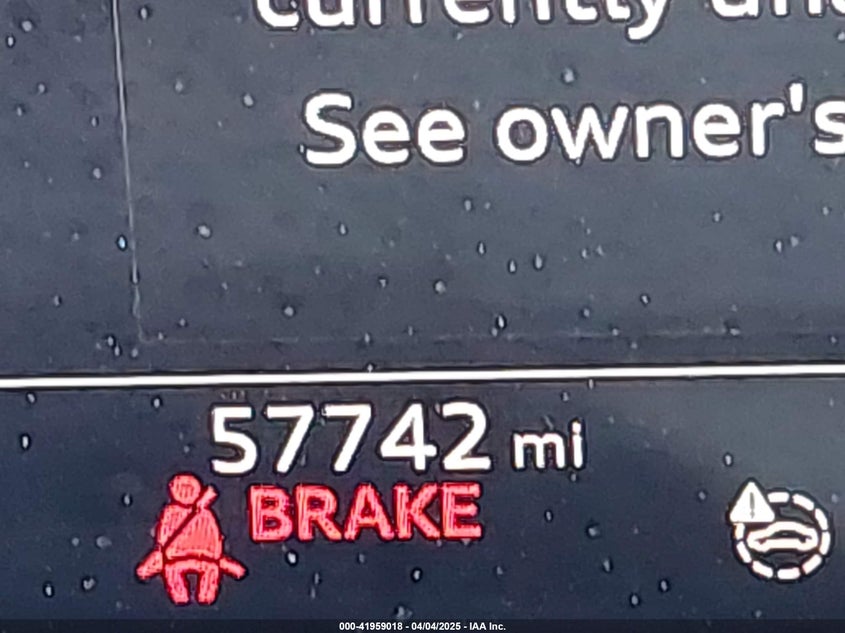 See owner's
57742 mi
BRAKE
000-41959018 - 04/04/2025 - IAA Inc.